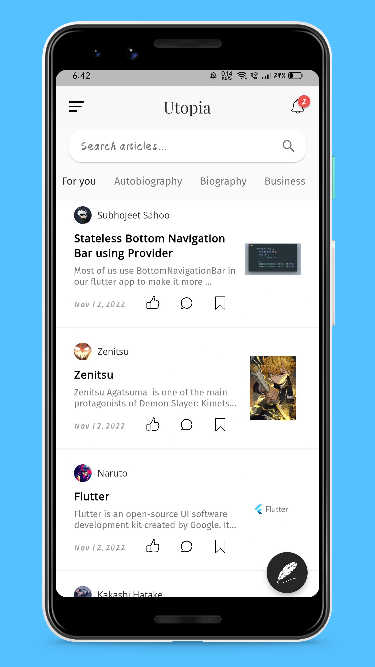 6:42
29%
Utopia
2
Search articles...
For you Autobiography Biography Business
Subhojeet Sahoo
Stateless Bottom Navigation
Bar using Provider
Most of us use BottomNavigationBar in
our flutter app to make it more ...
Nov 12, 2022
Zenitsu
Zenitsu
Zenitsu Agatsuma is one of the main
protagonists of Demon Slayer: Kimets...
Nov 12, 2022
Naruto
Flutter
Flutter is an open-source UI software
development kit created by Google. It...
Flutter
Nov 12, 2022
Kakashi Hatake